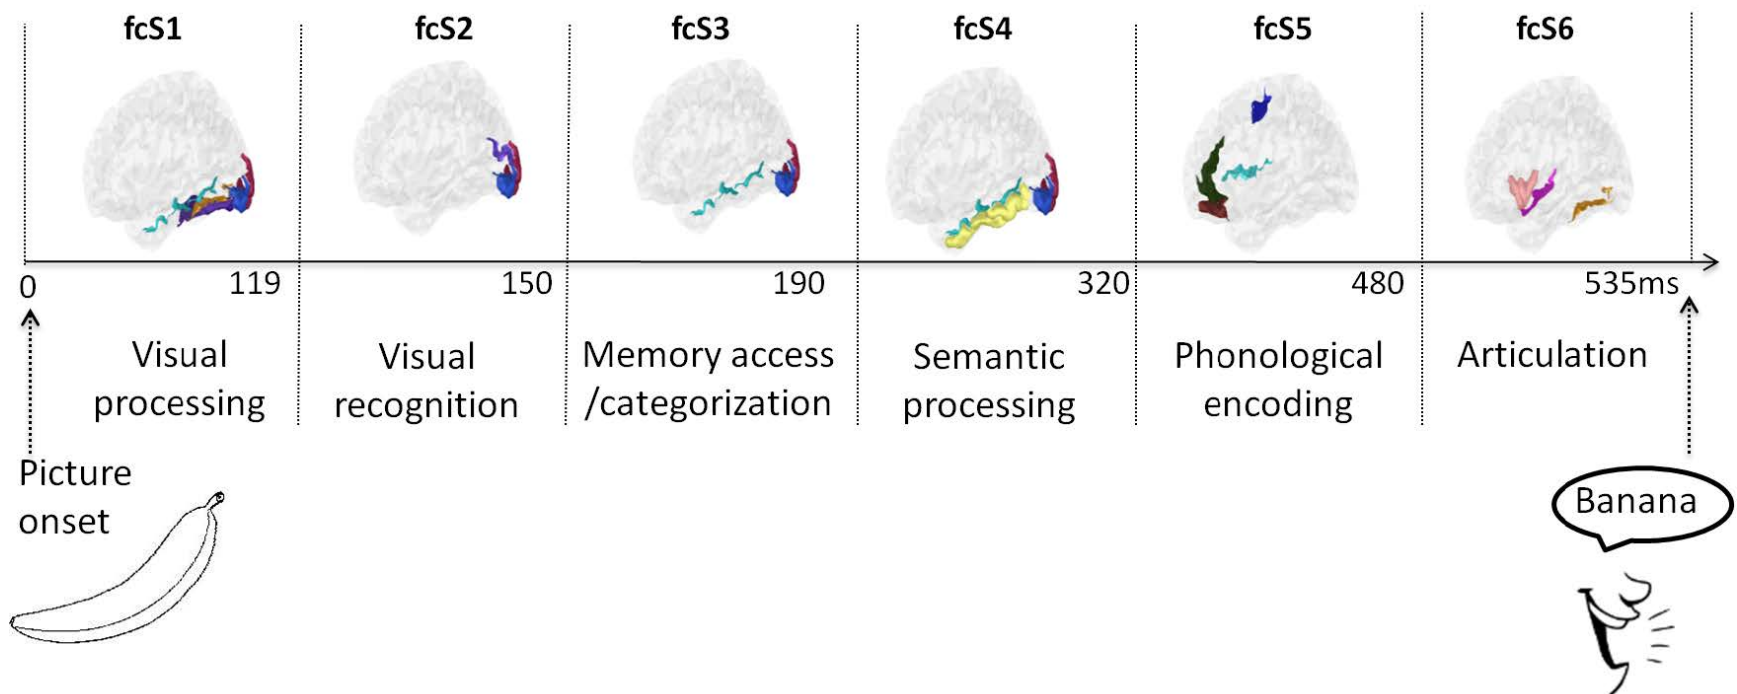 fcS1
fcS2
fcS3
fcS4
fcS5
fcS6
0
119
150
190
320
480
535ms
Visual
processing
Visual
recognition
Memory access
/categorization
Semantic
processing
Phonological
encoding
Articulation
Picture
onset
Banana